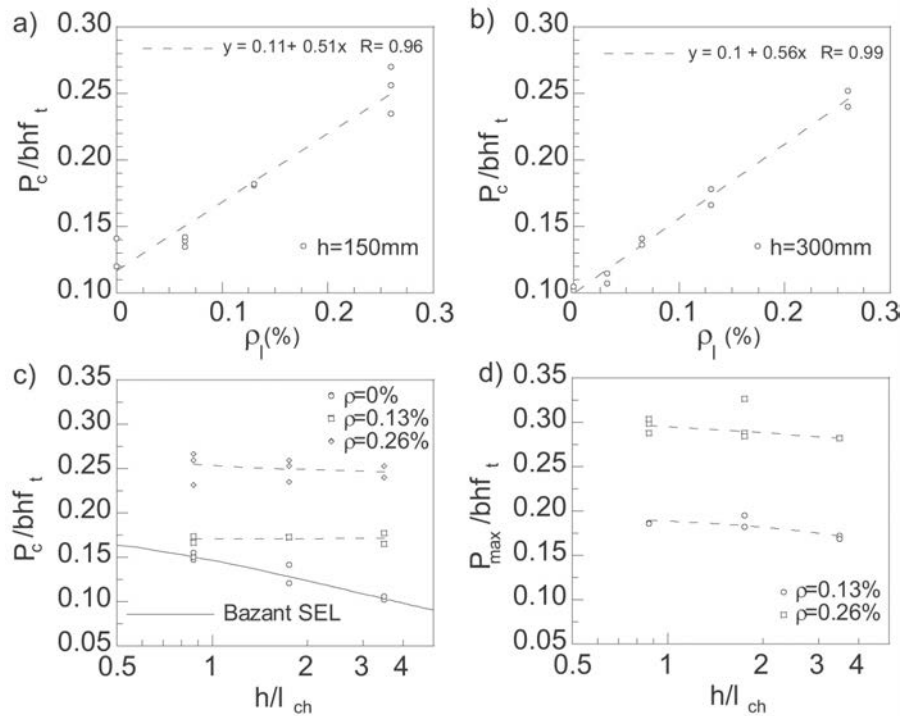 a)
0.30
0.25
0.20
0.15
0.10
P_c/bhf_t
y = 0.11+ 0.51x R= 0.96
h=150mm
0 0.1 0.2 0.3
ρ_l(%)
b)
0.30
0.25
0.20
0.15
0.10
P_c/bhf_t
y = 0.1 + 0.56x R= 0.99
h=300mm
0 0.1 0.2 0.3
ρ_l (%)
c)
0.35
0.30
0.25
0.20
0.15
0.10
0.05
P_c/bhf_t
ρ=0%
ρ=0.13%
ρ=0.26%
Bazant SEL
0.5 1 2 3 4
h/l_ch
d)
0.35
0.30
0.25
0.20
0.15
0.10
0.05
P_max/bhf_t
ρ=0.13%
ρ=0.26%
0.5 1 2 3 4
h/l_ch